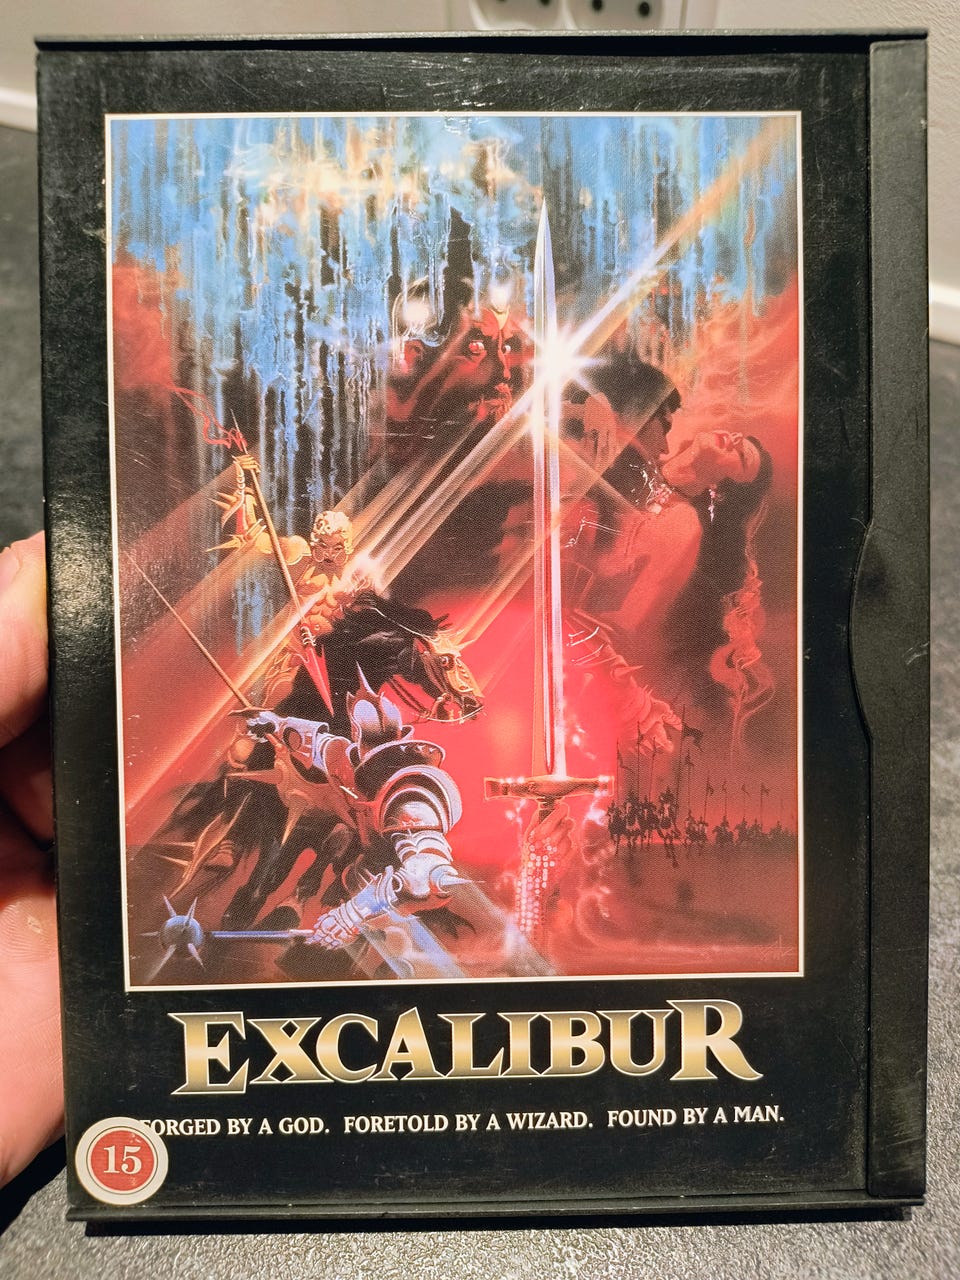 EXCALIBUR
FORGED BY A GOD. FORETOLD BY A WIZARD. FOUND BY A MAN.
15